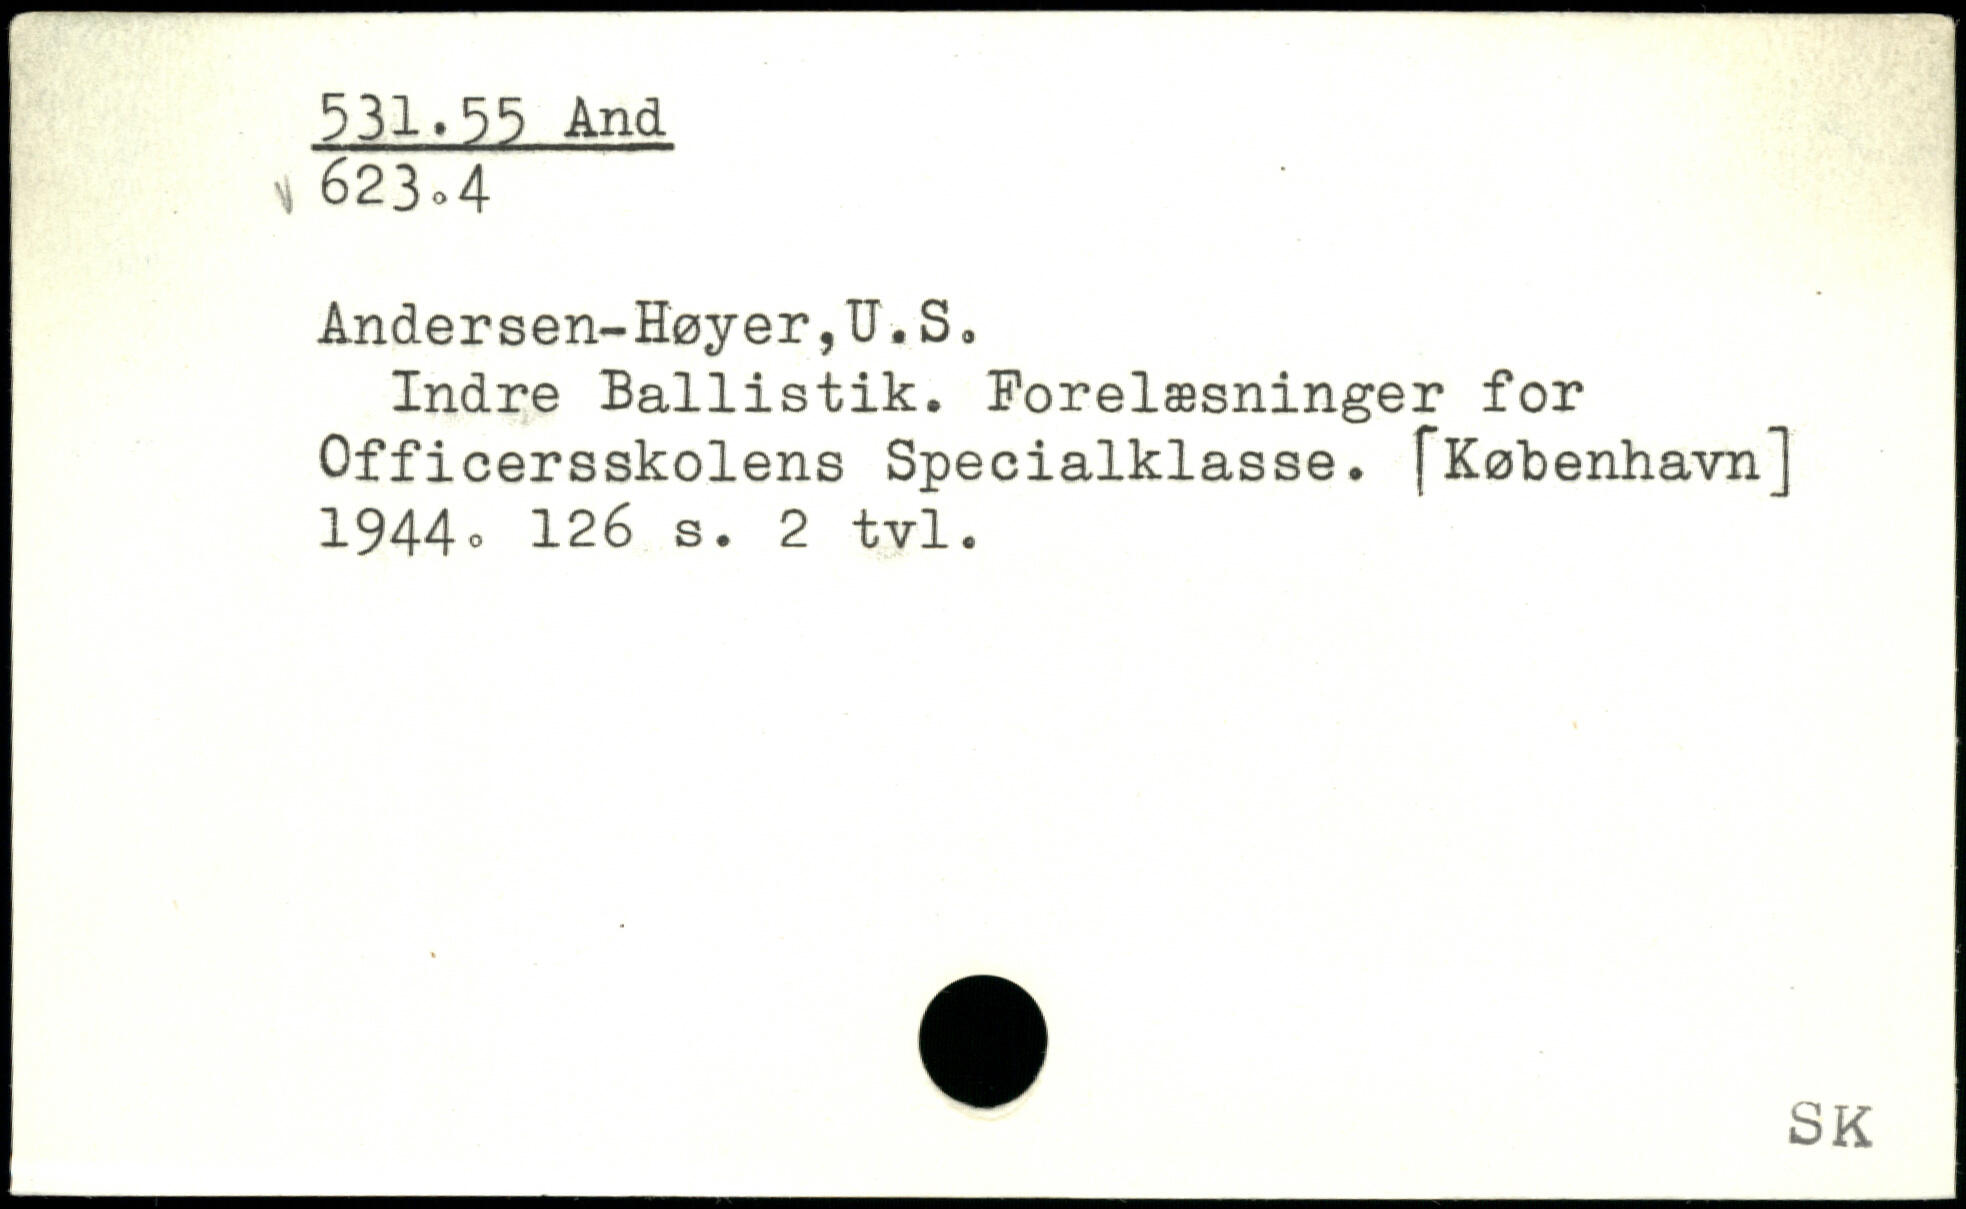 531.55 And
623.4
Andersen-Høyer,U.S.
Indre Ballistik. Forelæsninger for
Officersskolens Specialklasse. [København]
1944. 126 s. 2 tvl.
SK